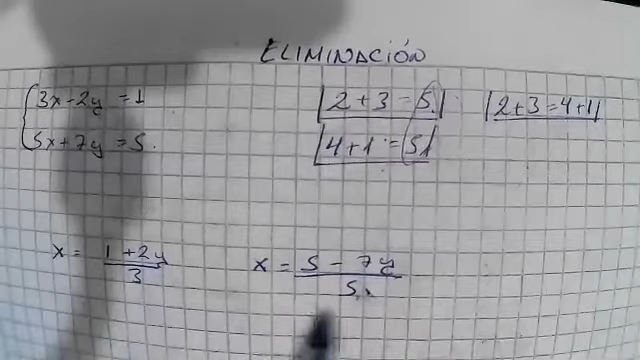 ELIMINACIÓN
3x - 2y = 1
5x + 7y = 5.
2 + 3 = 5
4 + 1 = 5
2 + 3 = 4 + 1
x = 1 + 2y / 3
x = 5 - 7y / 5